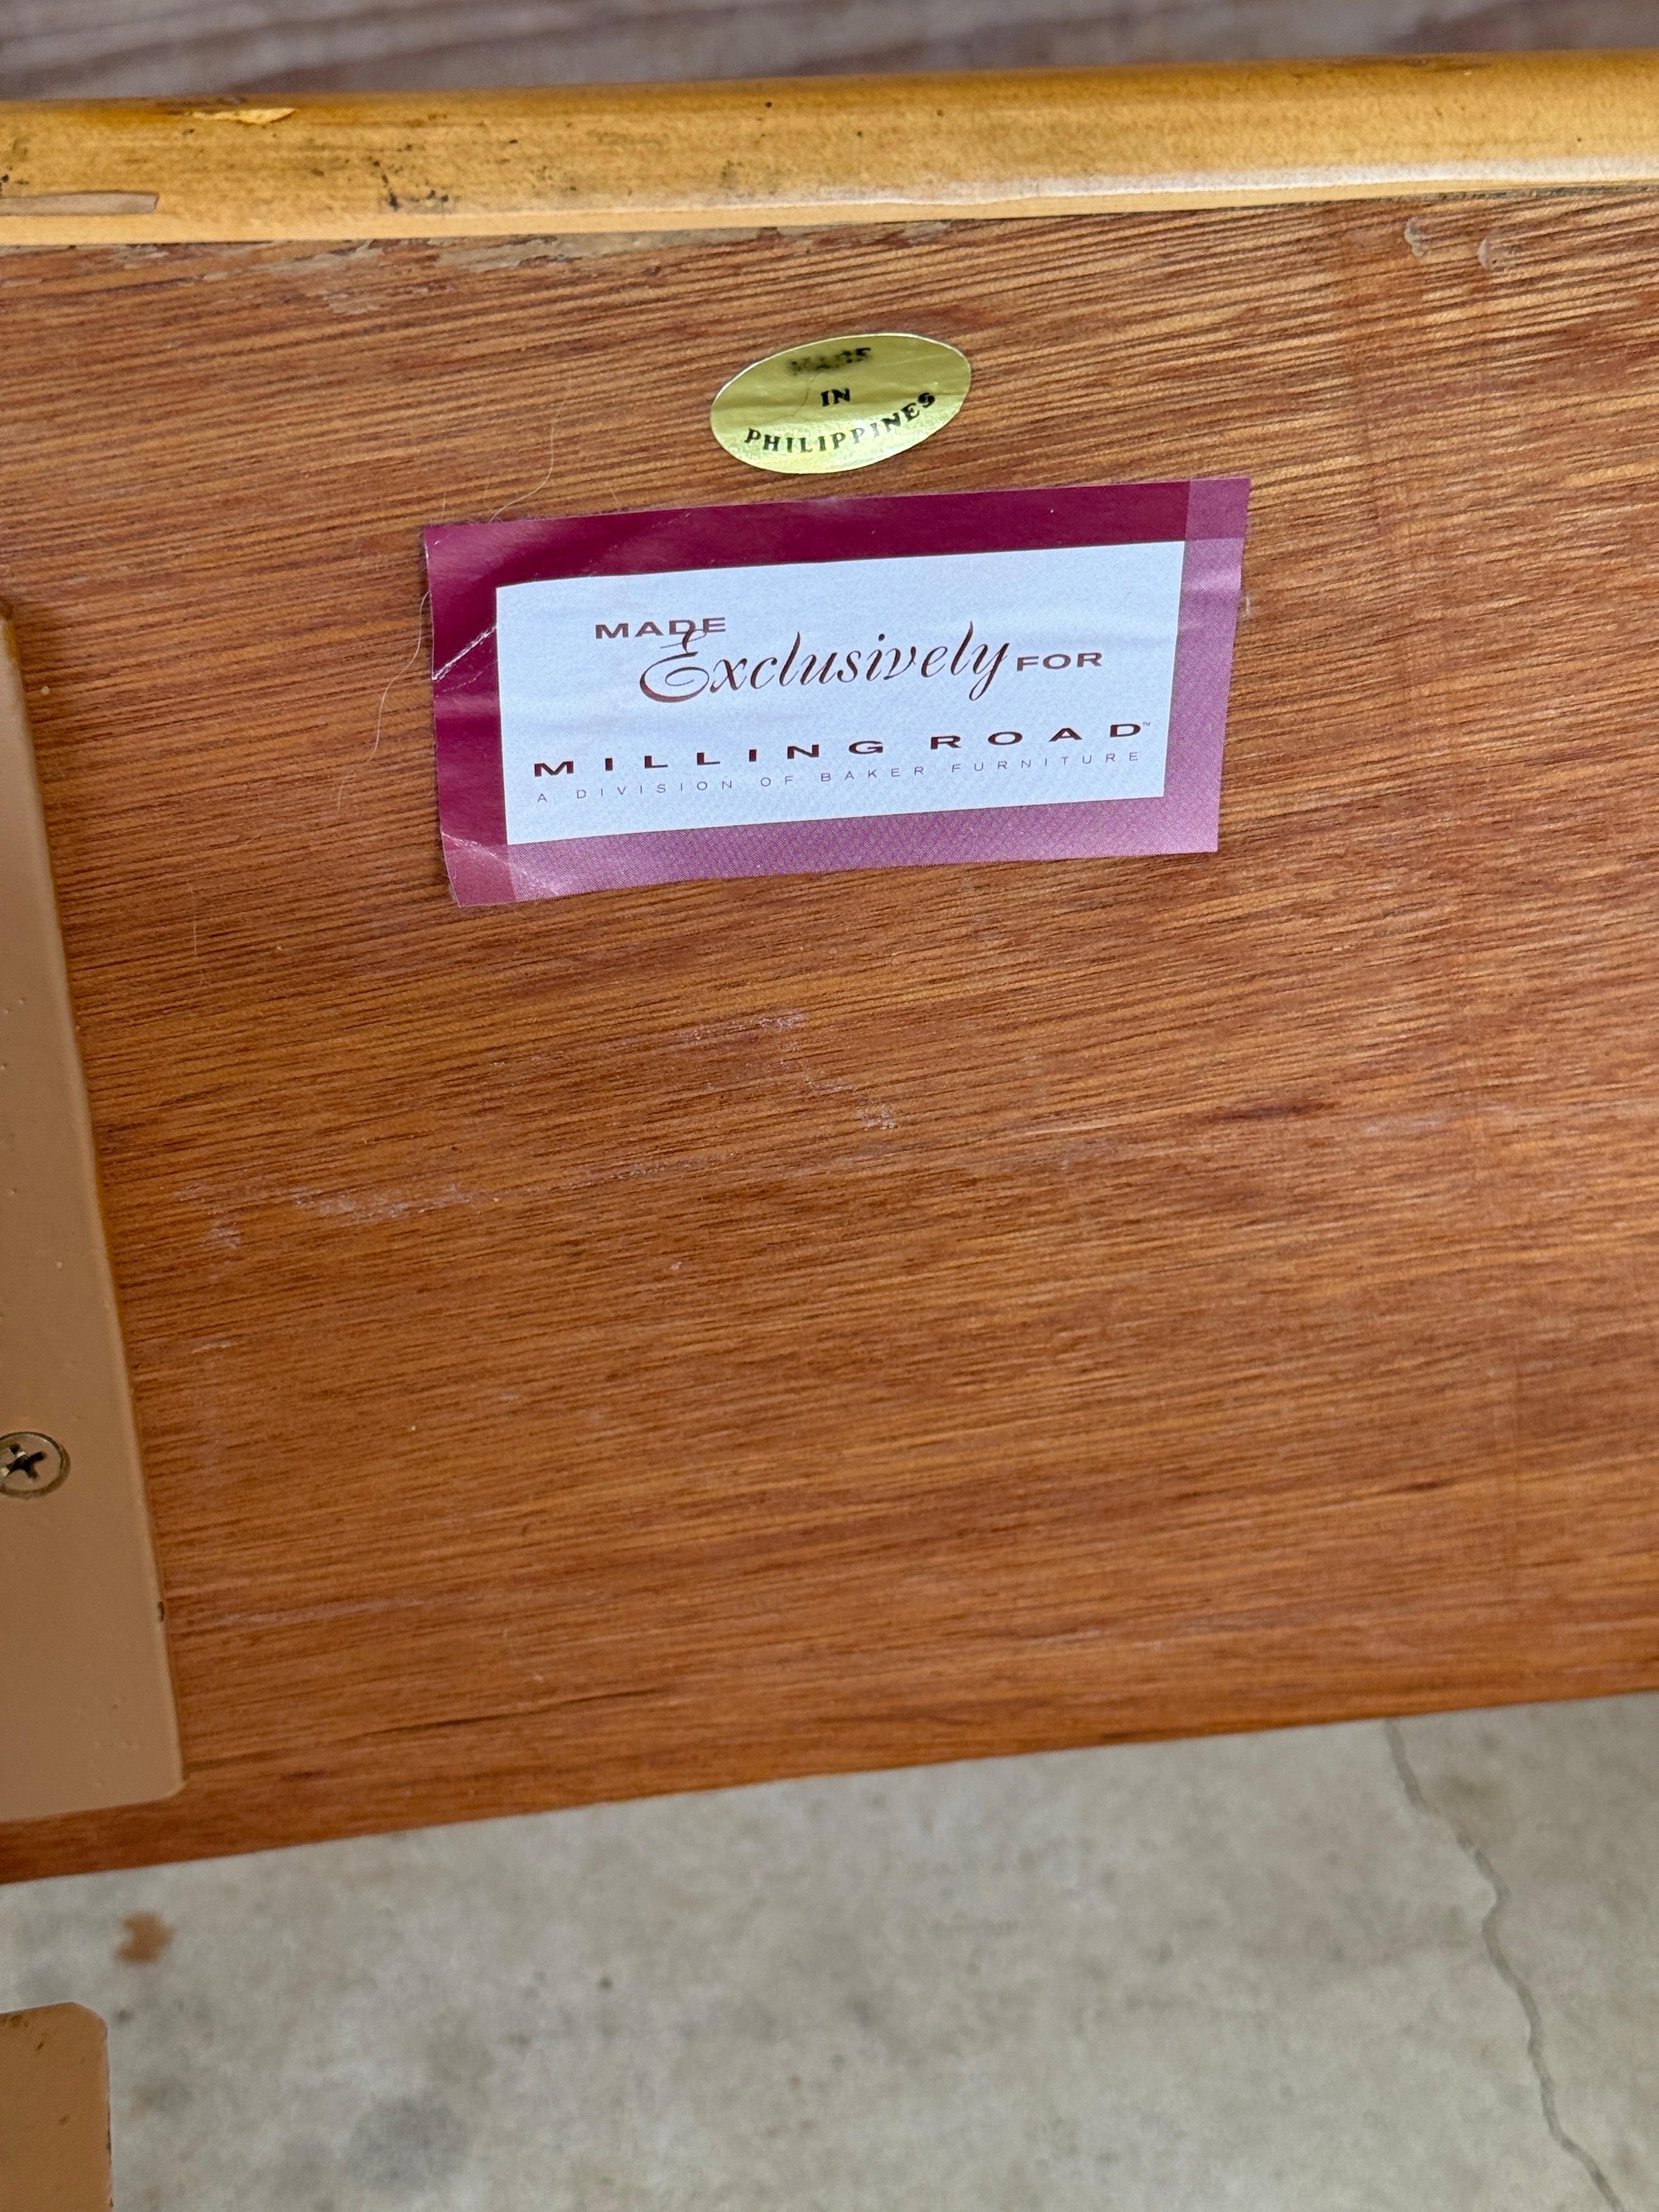 MADE
IN
PHILIPPINES
MADE
Exclusively FOR
MILLING ROAD™
A DIVISION OF BAKER FURNITURE